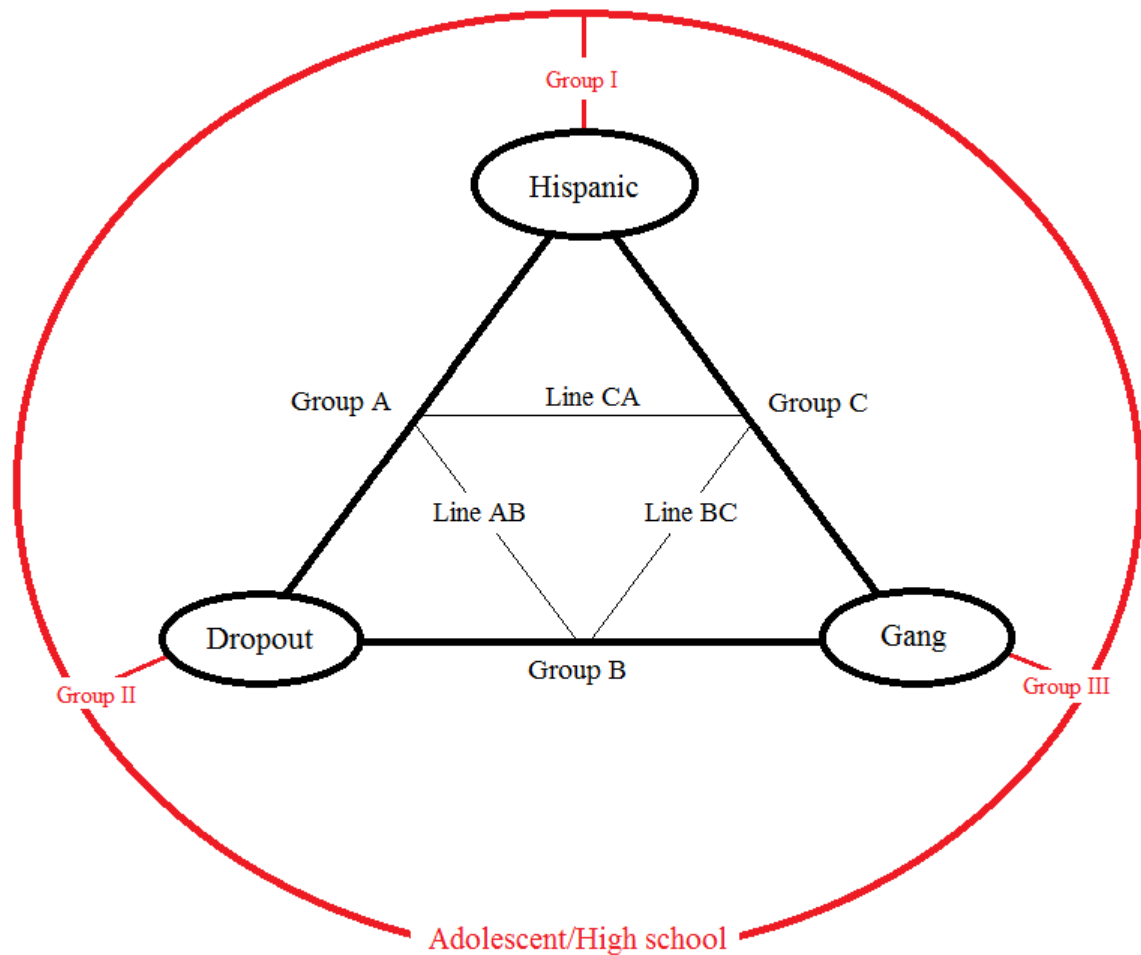 Group I
Hispanic
Group A
Line CA
Group C
Line AB
Line BC
Dropout
Gang
Group B
Group II
Group III
Adolescent/High school